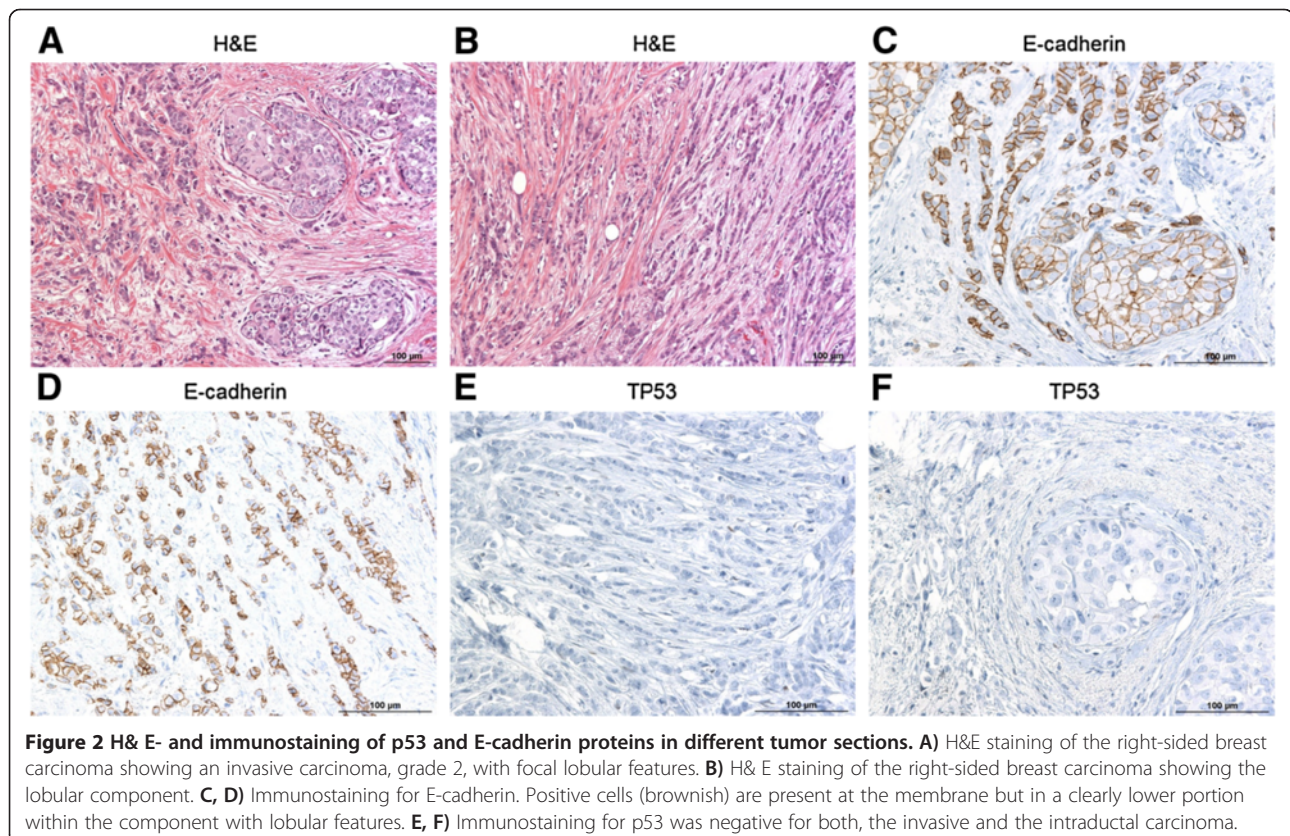 A H&E
B H&E
C E-cadherin
100 µm
100 µm
100 µm
D E-cadherin
E TP53
F TP53
100 µm
100 µm
100 µm
Figure 2 H& E- and immunostaining of p53 and E-cadherin proteins in different tumor sections. A) H&E staining of the right-sided breast
carcinoma showing an invasive carcinoma, grade 2, with focal lobular features. B) H& E staining of the right-sided breast carcinoma showing the
lobular component. C, D) Immunostaining for E-cadherin. Positive cells (brownish) are present at the membrane but in a clearly lower portion
within the component with lobular features. E, F) Immunostaining for p53 was negative for both, the invasive and the intraductal carcinoma.